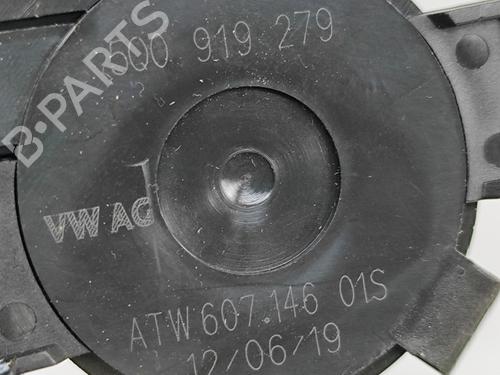 5Q0 919 279
B-PARTS
VW AG
ATW 607.146 01S
12/06/19